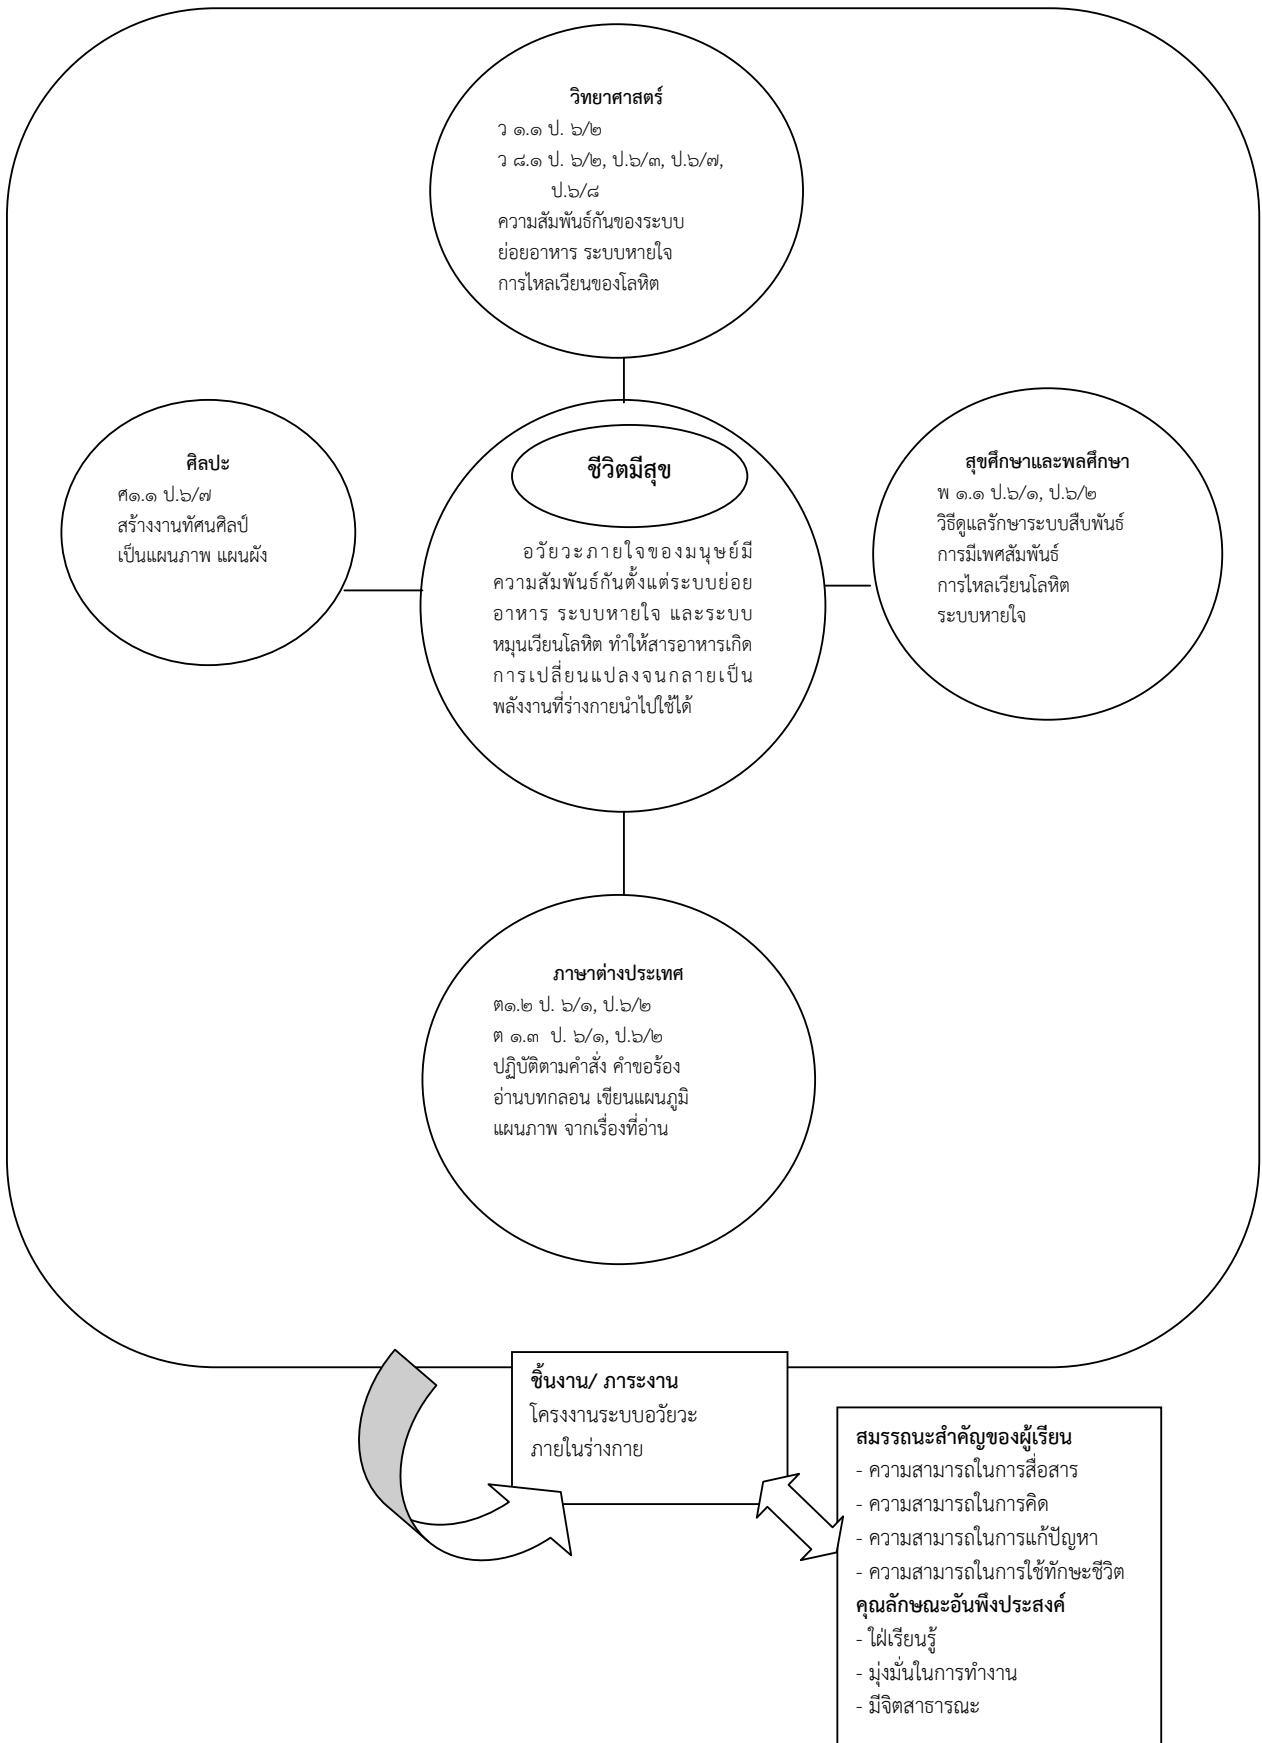 วิทยาศาสตร์
ว ๑.๑ ป. ๖/๒
ว ๘.๑ ป. ๖/๒, ป.๖/๓, ป.๖/๗,
ป.๖/๘
ความสัมพันธ์กันของระบบ
ย่อยอาหาร ระบบหายใจ
การไหลเวียนของโลหิต
ศิลปะ
ศ๑.๑ ป.๖/๗
สร้างงานทัศนศิลป์
เป็นแผนภาพ แผนผัง
ชีวิตมีสุข
อวัยวะภายใจของมนุษย์มี
ความสัมพันธ์กันตั้งแต่ระบบย่อย
อาหาร ระบบหายใจ และระบบ
หมุนเวียนโลหิต ทำให้สารอาหารเกิด
การเปลี่ยนแปลงจนกลายเป็น
พลังงานที่ร่างกายนำไปใช้ได้
สุขศึกษาและพลศึกษา
พ ๑.๑ ป.๖/๑, ป.๖/๒
วิธีดูแลรักษาระบบสืบพันธ์
การมีเพศสัมพันธ์
การไหลเวียนโลหิต
ระบบหายใจ
ภาษาต่างประเทศ
ต๑.๒ ป. ๖/๑, ป.๖/๒
ต ๑.๓ ป. ๖/๑, ป.๖/๒
ปฏิบัติตามคำสั่ง คำขอร้อง
อ่านบทกลอน เขียนแผนภูมิ
แผนภาพ จากเรื่องที่อ่าน
ชิ้นงาน/ ภาระงาน
โครงงานระบบอวัยวะ
ภายในร่างกาย
สมรรถนะสำคัญของผู้เรียน
- ความสามารถในการสื่อสาร
- ความสามารถในการคิด
- ความสามารถในการแก้ปัญหา
- ความสามารถในการใช้ทักษะชีวิต
คุณลักษณะอันพึงประสงค์
- ใฝ่เรียนรู้
- มุ่งมั่นในการทำงาน
- มีจิตสาธารณะ